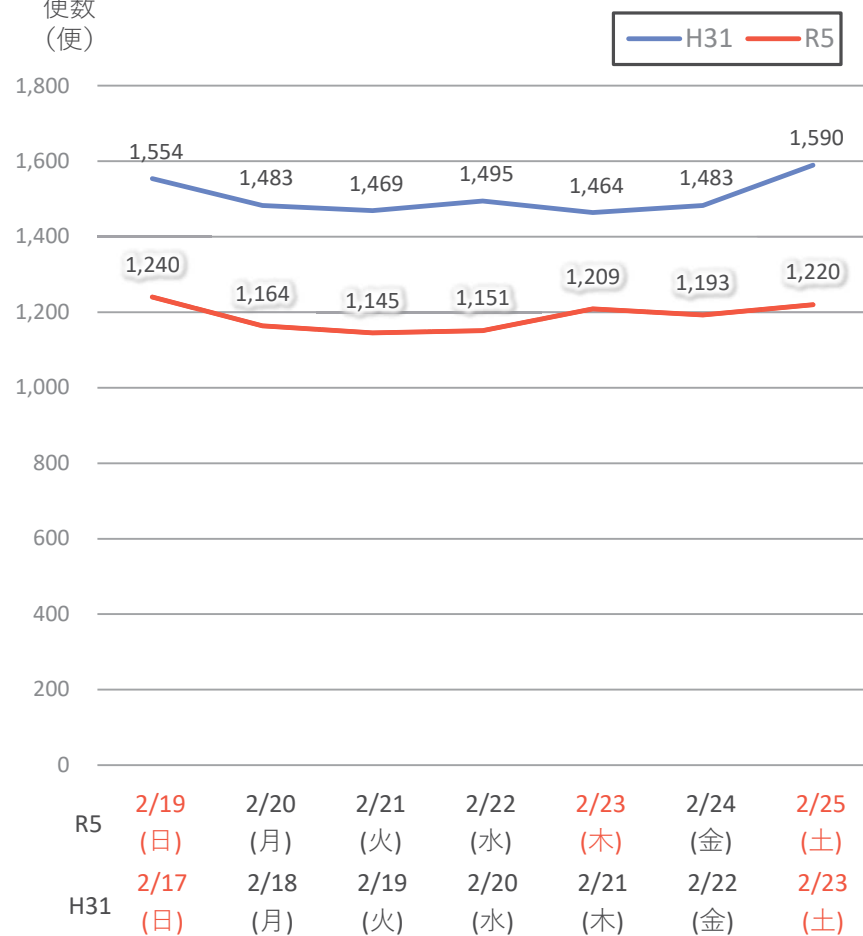 便数
（便）
H31 R5
1,800
1,600
1,400
1,200
1,000
800
600
400
200
0
1,554 1,483 1,469 1,495 1,464 1,483 1,590
1,240 1,164 1,145 1,151 1,209 1,193 1,220
R5 2/19 2/20 2/21 2/22 2/23 2/24 2/25
(日) (月) (火) (水) (木) (金) (土)
H31 2/17 2/18 2/19 2/20 2/21 2/22 2/23
(日) (月) (火) (水) (木) (金) (土)